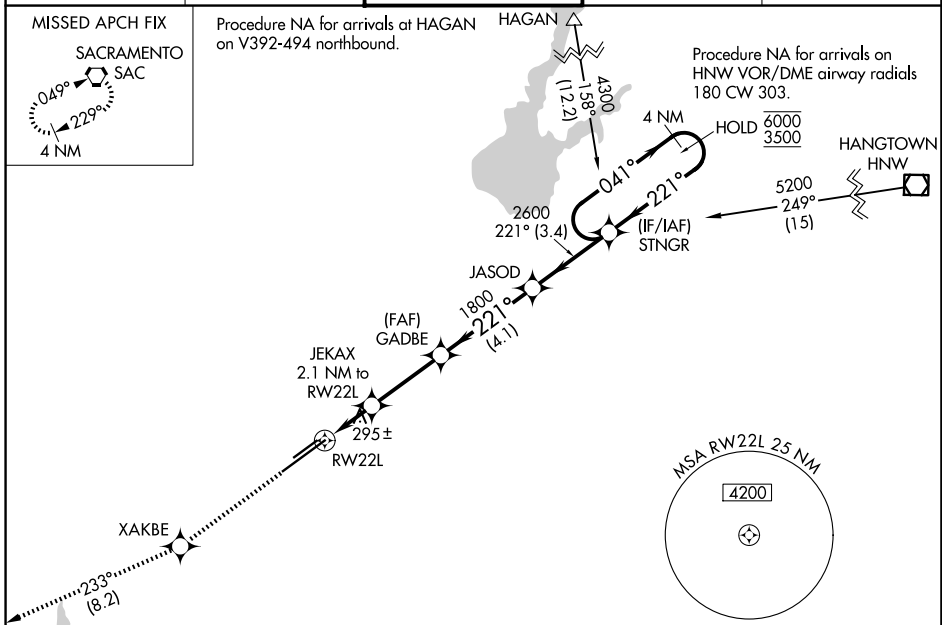 MISSED APCH FIX
SACRAMENTO
SAC
049°
229°
4 NM
Procedure NA for arrivals at HAGAN
on V392-494 northbound.
HAGAN
4300
158°
(12.2)
Procedure NA for arrivals on
HNW VOR/DME airway radials
180 CW 303.
4 NM
HOLD 6000
3500
HANGTOWN
HNW
041°
221°
5200
249°
(15)
2600
221° (3.4)
(IF/IAF)
STNGR
JASOD
1800
221°
(4.1)
(FAF)
GADBE
JEKAX
2.1 NM to
RW22L
295±
RW22L
MSA RW22L 25 NM
4200
XAKBE
233°
(8.2)